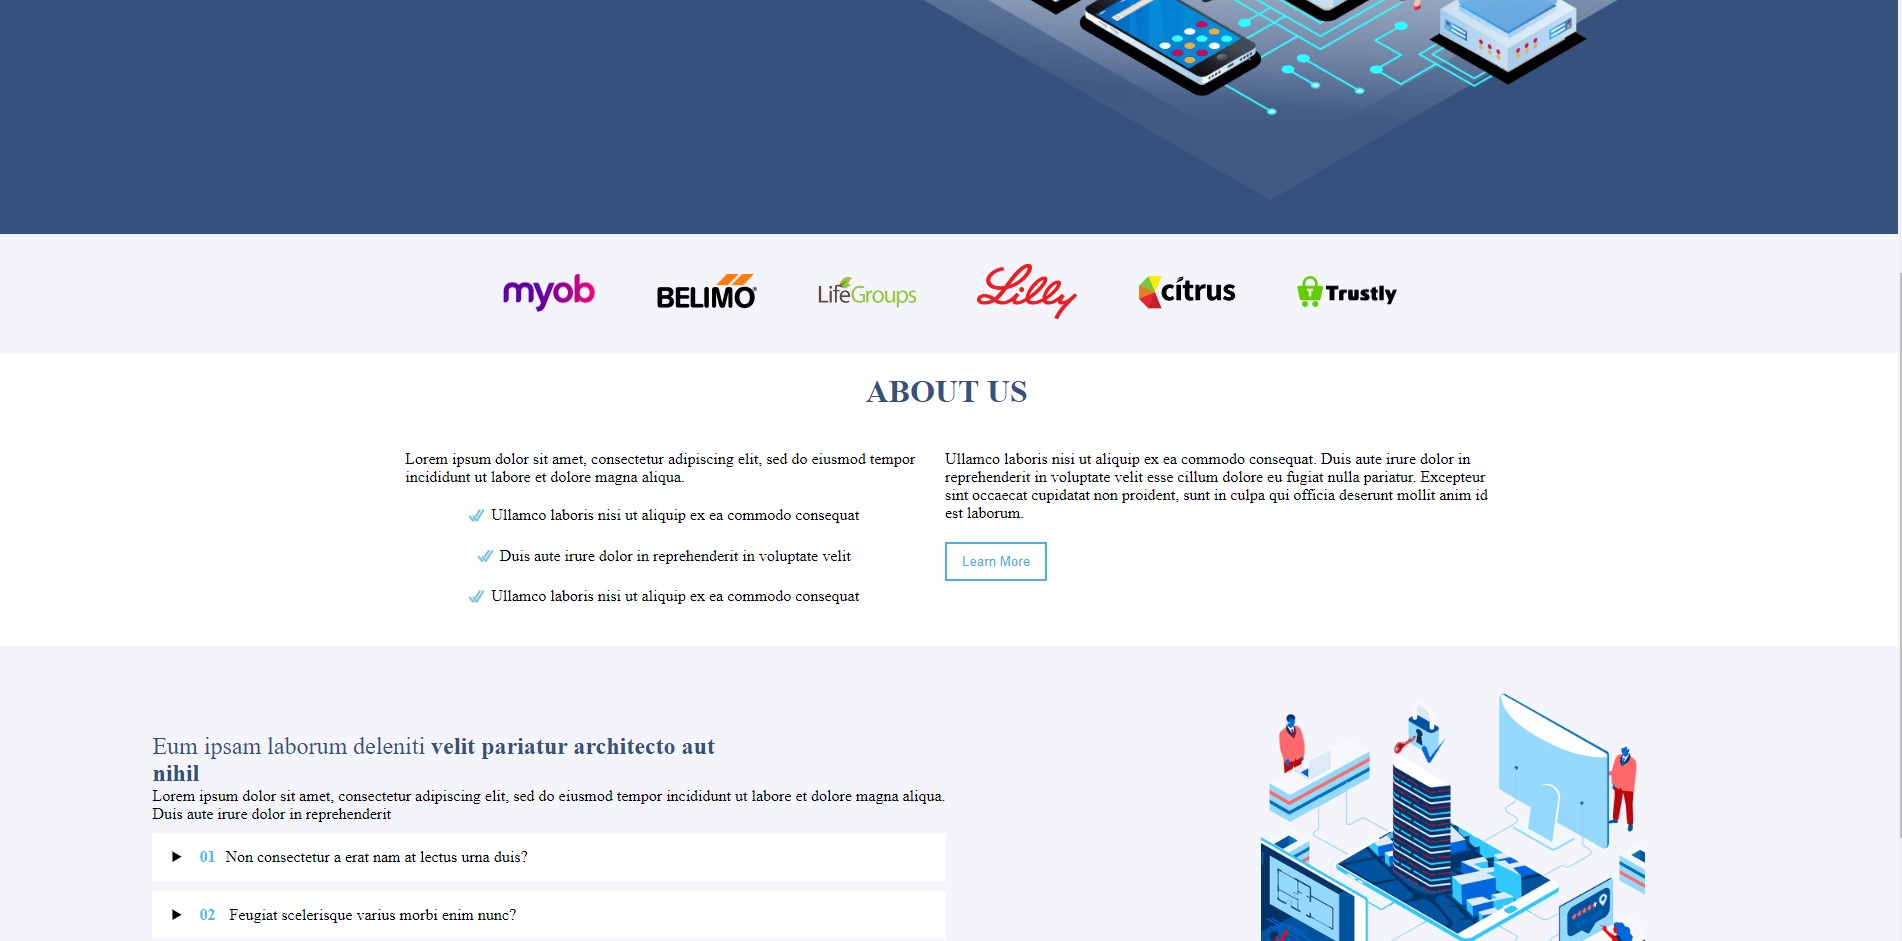 myob BELIMO LifeGroups Lilly citrus T Trustly
ABOUT US
Lorem ipsum dolor sit amet, consectetur adipiscing elit, sed do eiusmod tempor
incididunt ut labore et dolore magna aliqua.
Ullamco laboris nisi ut aliquip ex ea commodo consequat
Duis aute irure dolor in reprehenderit in voluptate velit
Ullamco laboris nisi ut aliquip ex ea commodo consequat
Ullamco laboris nisi ut aliquip ex ea commodo consequat. Duis aute irure dolor in
reprehenderit in voluptate velit esse cillum dolore eu fugiat nulla pariatur. Excepteur
sint occaecat cupidatat non proident, sunt in culpa qui officia deserunt mollit anim id
est laborum.
Learn More
Eum ipsam laborum deleniti velit pariatur architecto aut
nihil
Lorem ipsum dolor sit amet, consectetur adipiscing elit, sed do eiusmod tempor incididunt ut labore et dolore magna aliqua.
Duis aute irure dolor in reprehenderit
01 Non consectetur a erat nam at lectus urna duis?
02 Feugiat scelerisque varius morbi enim nunc?